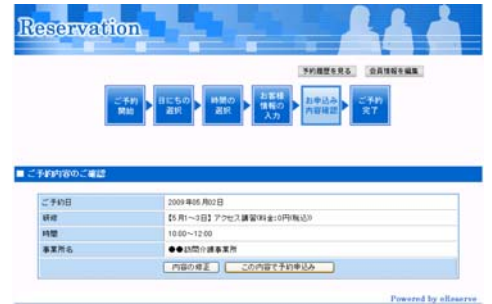 Reservation
予約履歴を見る 会員情報を編集
ご予約
開始
日にちの
選択
時間の
選択
お客様
情報の
入力
お申込み
内容確認
ご予約
完了
■ ご予約内容のご確認
ご予約日 2009年05月02日
研修 【5月1～3日】アクセス講習(料金:0円(税込))
時間 10:00～12:00
事業所名 ●●訪問介護事業所
内容の修正 この内容で予約申込み
Powered by eReserve